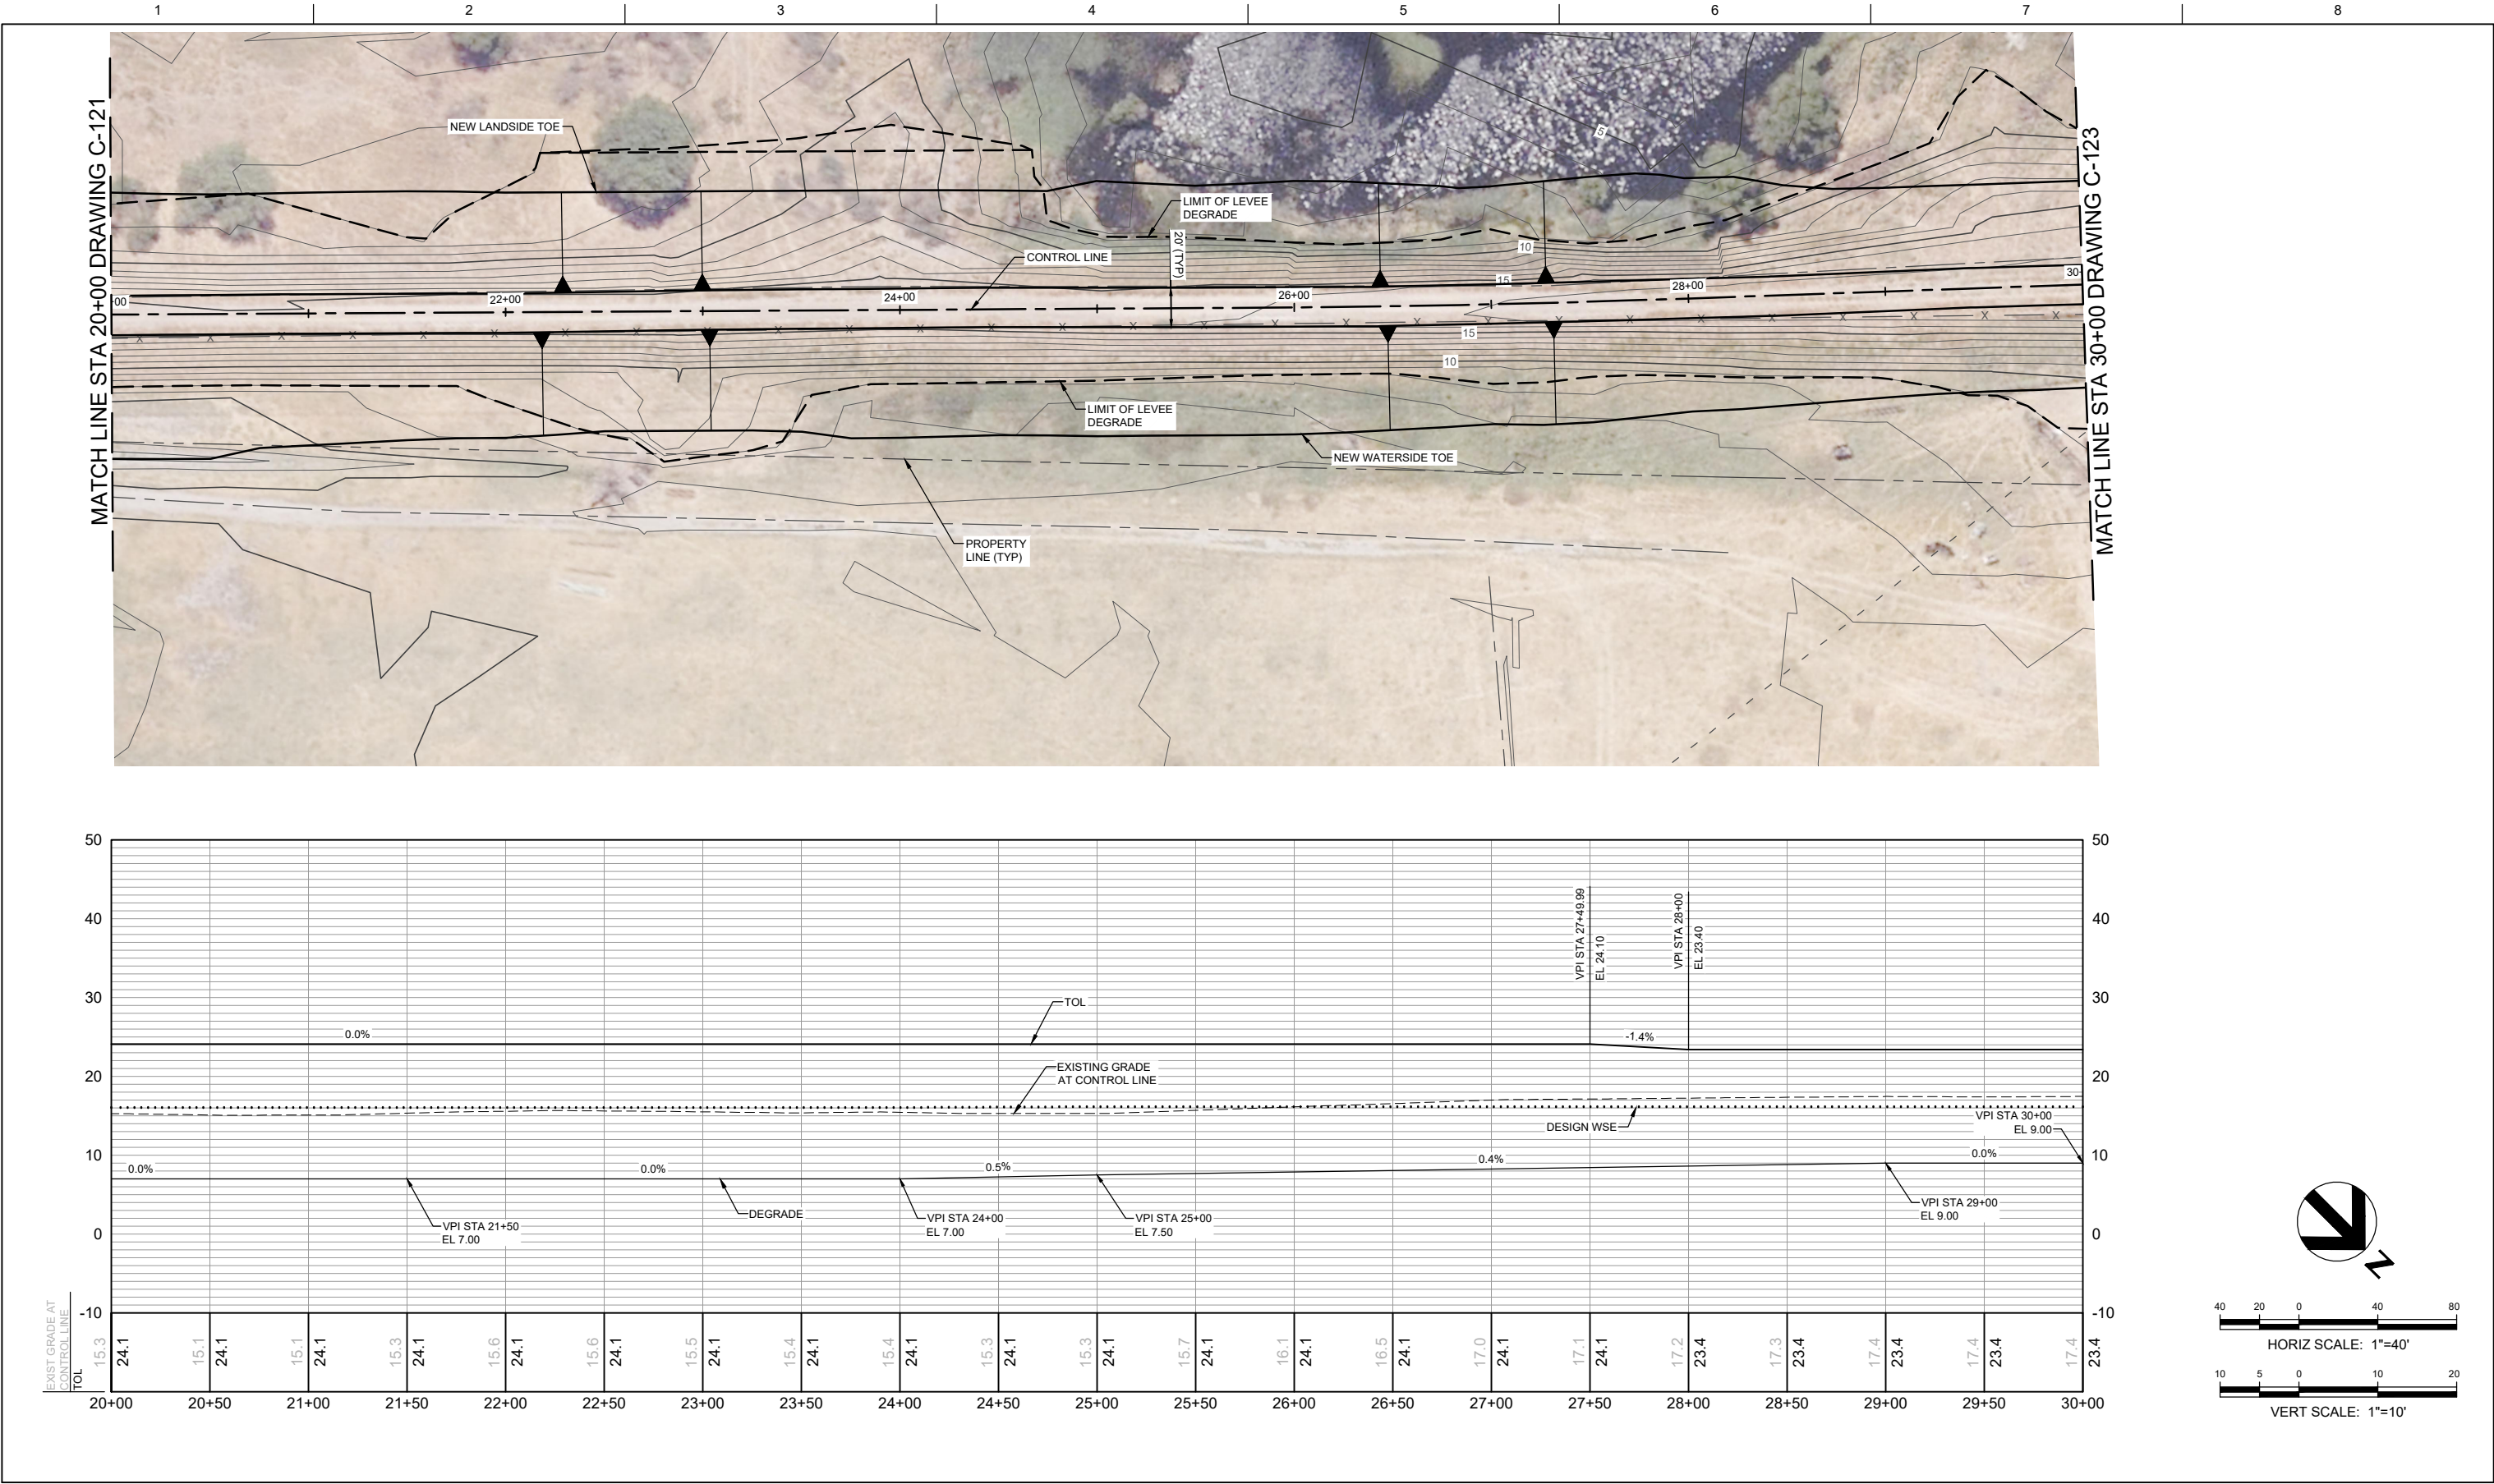 1 2 3 4 5 6 7 8
MATCH LINE STA 20+00 DRAWING C-121
MATCH LINE STA 30+00 DRAWING C-123
NEW LANDSIDE TOE
5
LIMIT OF LEVEE
DEGRADE
20' (TYP)
CONTROL LINE
10
15
00
22+00
24+00
26+00
28+00
30
15
10
LIMIT OF LEVEE
DEGRADE
NEW WATERSIDE TOE
PROPERTY
LINE (TYP)
50 50
40 40
30 30
20 20
10 10
0 0
-10 -10
VPI STA 27+49.99
EL 24.10
VPI STA 28+00
EL 23.40
TOL
0.0%
-1.4%
EXISTING GRADE
AT CONTROL LINE
DESIGN WSE
VPI STA 30+00
EL 9.00
0.0%
0.0%
0.5%
0.4%
0.0%
VPI STA 21+50
EL 7.00
DEGRADE
VPI STA 24+00
EL 7.00
VPI STA 25+00
EL 7.50
VPI STA 29+00
EL 9.00
EXIST GRADE AT
CONTROL LINE
TOL
15.3 15.1 15.1 15.3 15.6 15.6 15.5 15.4 15.4 15.3 15.3 15.7 16.1 16.5 17.0 17.1 17.2 17.3 17.4 17.4 17.4
24.1 24.1 24.1 24.1 24.1 24.1 24.1 24.1 24.1 24.1 24.1 24.1 24.1 24.1 24.1 24.1 23.4 23.4 23.4 23.4 23.4
20+00 20+50 21+00 21+50 22+00 22+50 23+00 23+50 24+00 24+50 25+00 25+50 26+00 26+50 27+00 27+50 28+00 28+50 29+00 29+50 30+00
Z
40 20 0 40 80
HORIZ SCALE: 1"=40'
10 5 0 10 20
VERT SCALE: 1"=10'